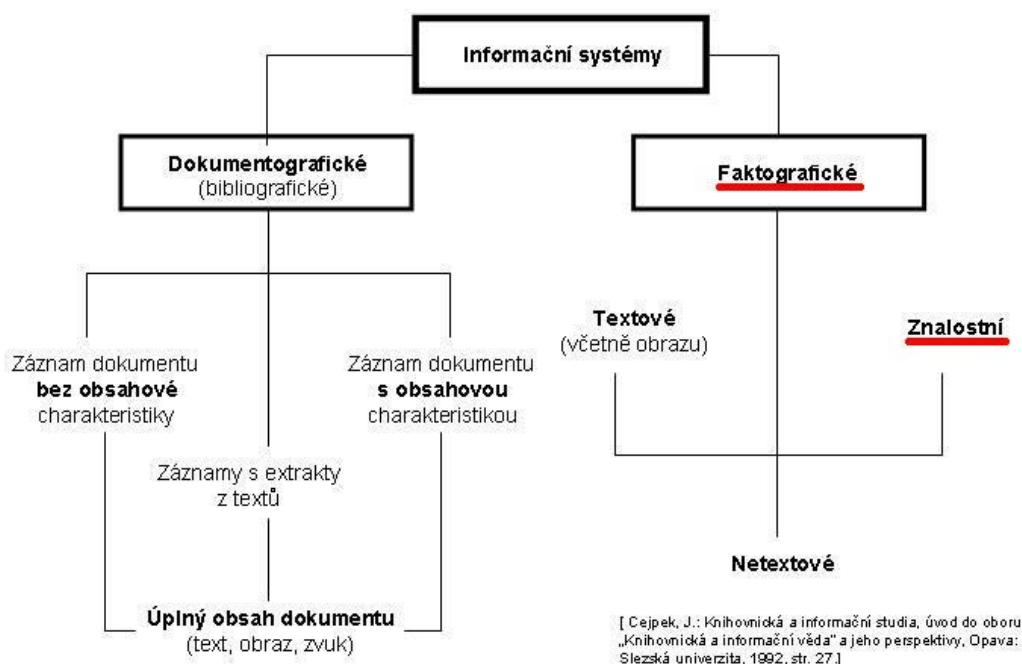 Informační systémy
Dokumentografické
(bibliografické)
Faktografické
Textové
(včetně obrazu)
Znalostní
Záznam dokumentu
bez obsahové
charakteristiky
Záznam dokumentu
s obsahovou
charakteristikou
Záznamy s extrakty
z textů
Netextové
Úplný obsah dokumentu
(text, obraz, zvuk)
[ Cejpek, J.: Knihovnická a informační studia, úvod do oboru
„Knihovnická a informační věda" a jeho perspektivy, Opava:
Slezská univerzita, 1992, str. 27.]